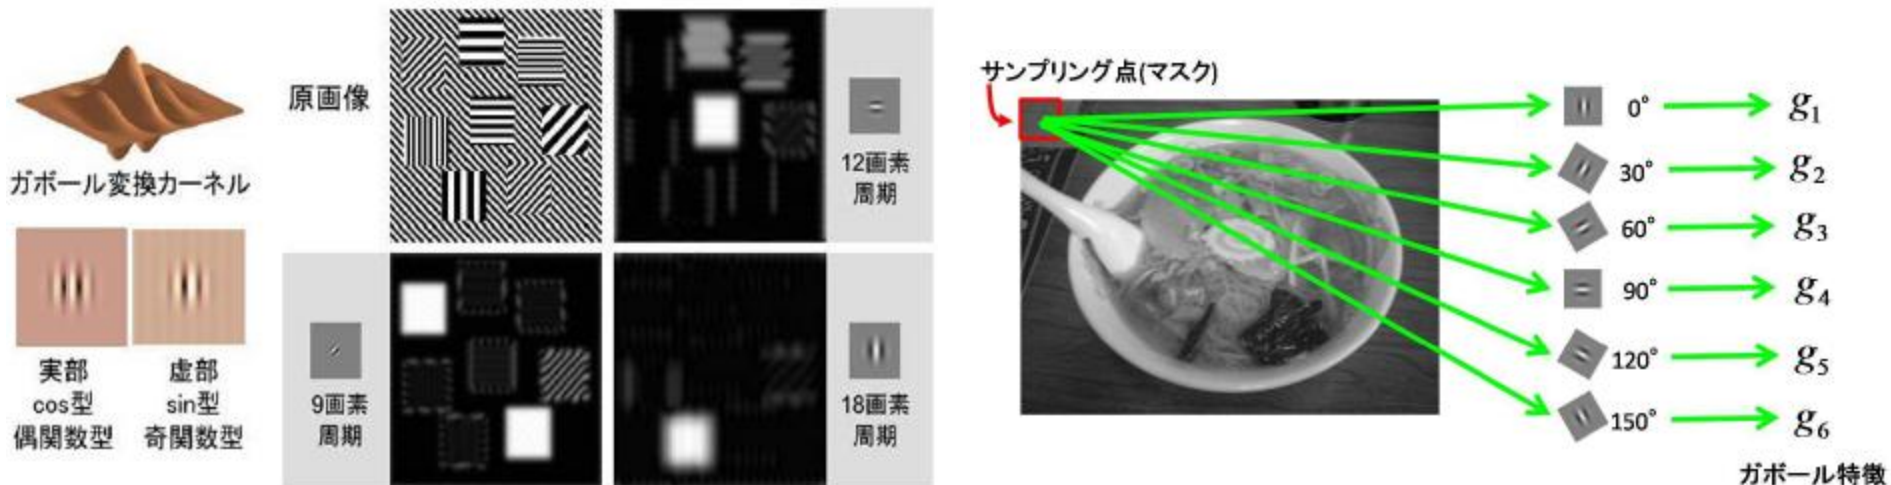 ガボール変換カーネル
実部
cos型
偶関数型
虚部
sin型
奇関数型
原画像
12画素
周期
9画素
周期
18画素
周期
サンプリング点(マスク)
0° g1
30° g2
60° g3
90° g4
120° g5
150° g6
ガボール特徴